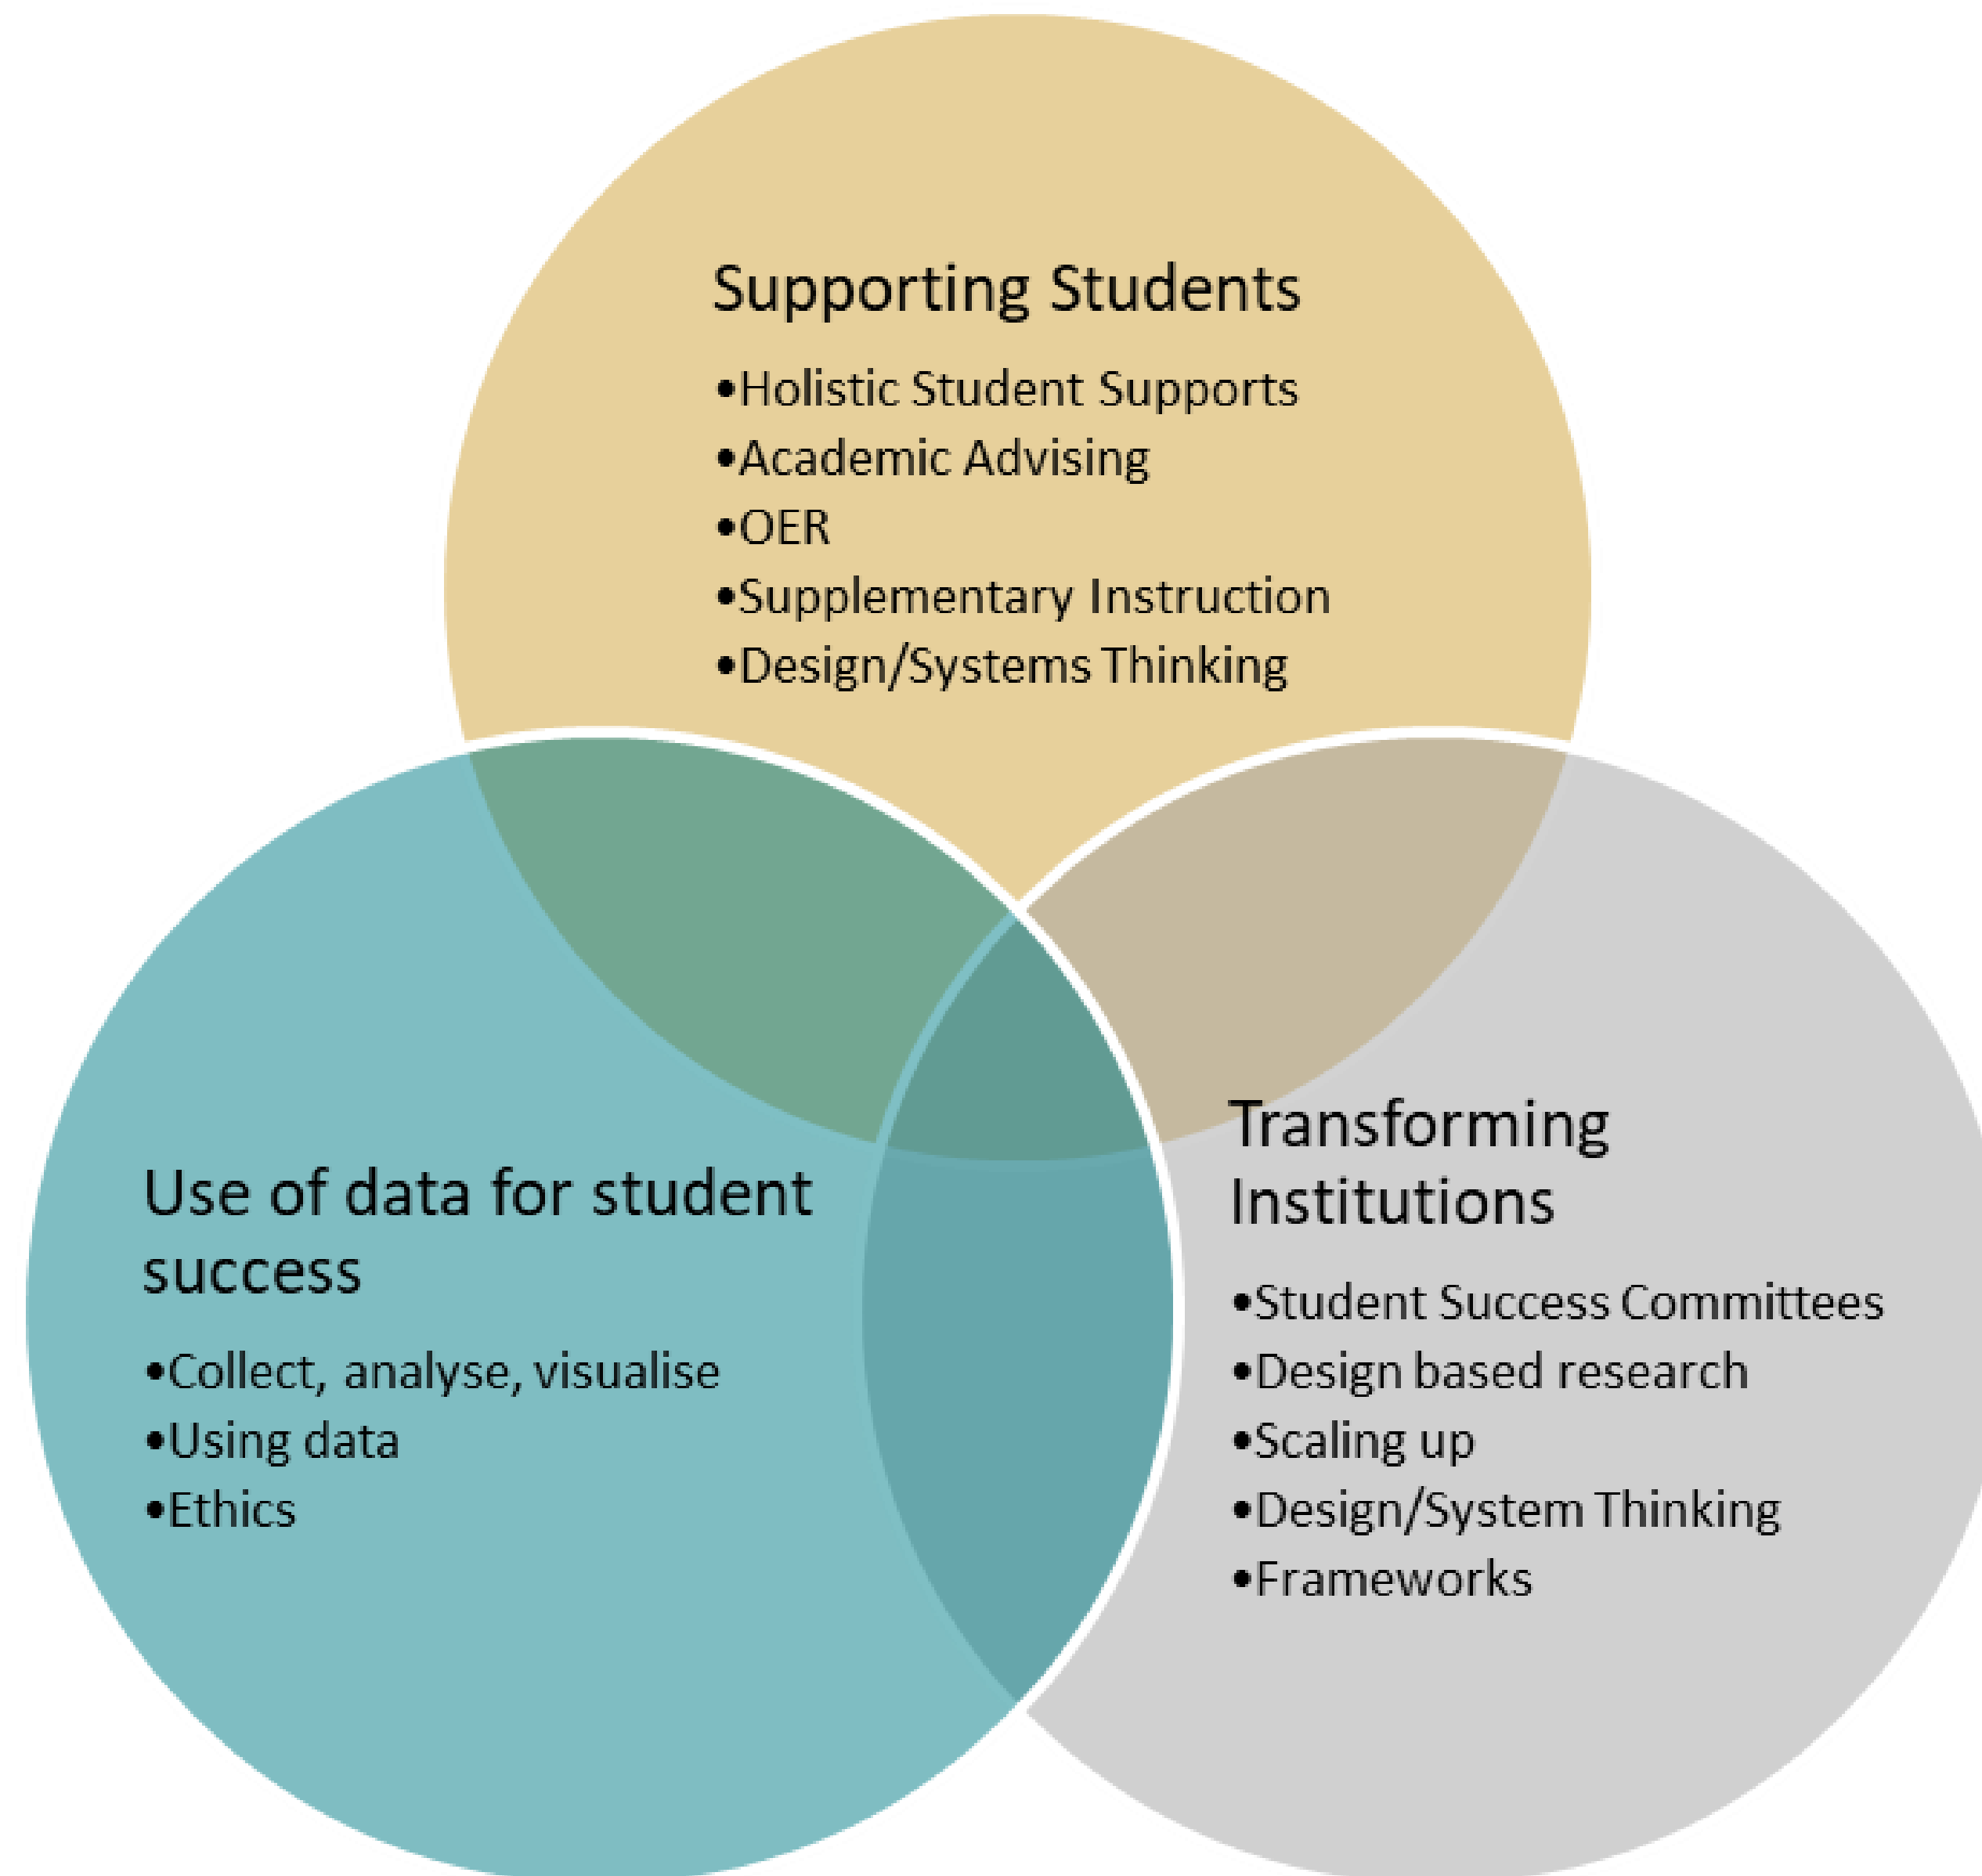 Supporting Students
•Holistic Student Supports
•Academic Advising
•OER
•Supplementary Instruction
•Design/Systems Thinking
Use of data for student
success
•Collect, analyse, visualise
•Using data
•Ethics
Transforming
Institutions
•Student Success Committees
•Design based research
•Scaling up
•Design/System Thinking
•Frameworks